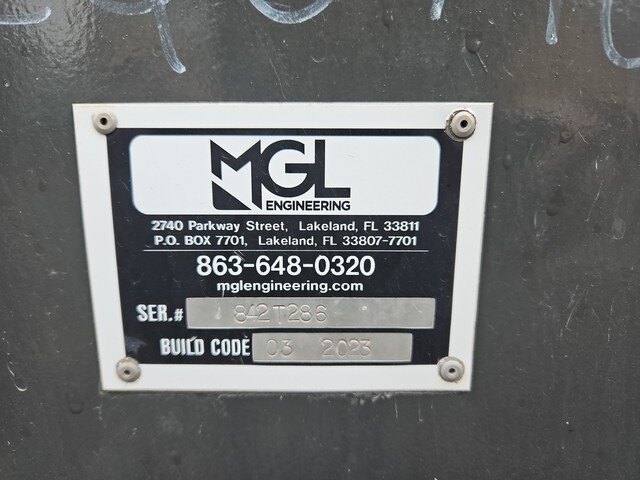 MGL
ENGINEERING
2740 Parkway Street, Lakeland, FL 33811
P.O. BOX 7701, Lakeland, FL 33807-7701
863-648-0320
mglengineering.com
SER.# 842T286
BUILD CODE 03 2023